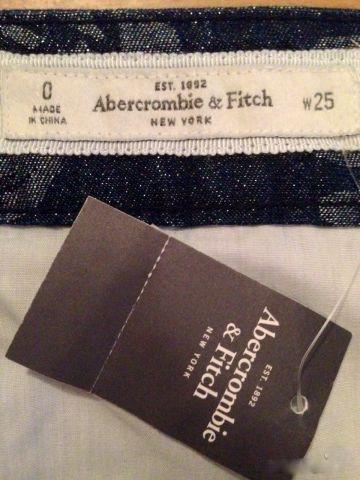 0
MADE
IN CHINA
EST. 1892
Abercrombie & Fitch
NEW YORK
W25
EST. 1892
Abercrombie
& Fitch
NEW YORK